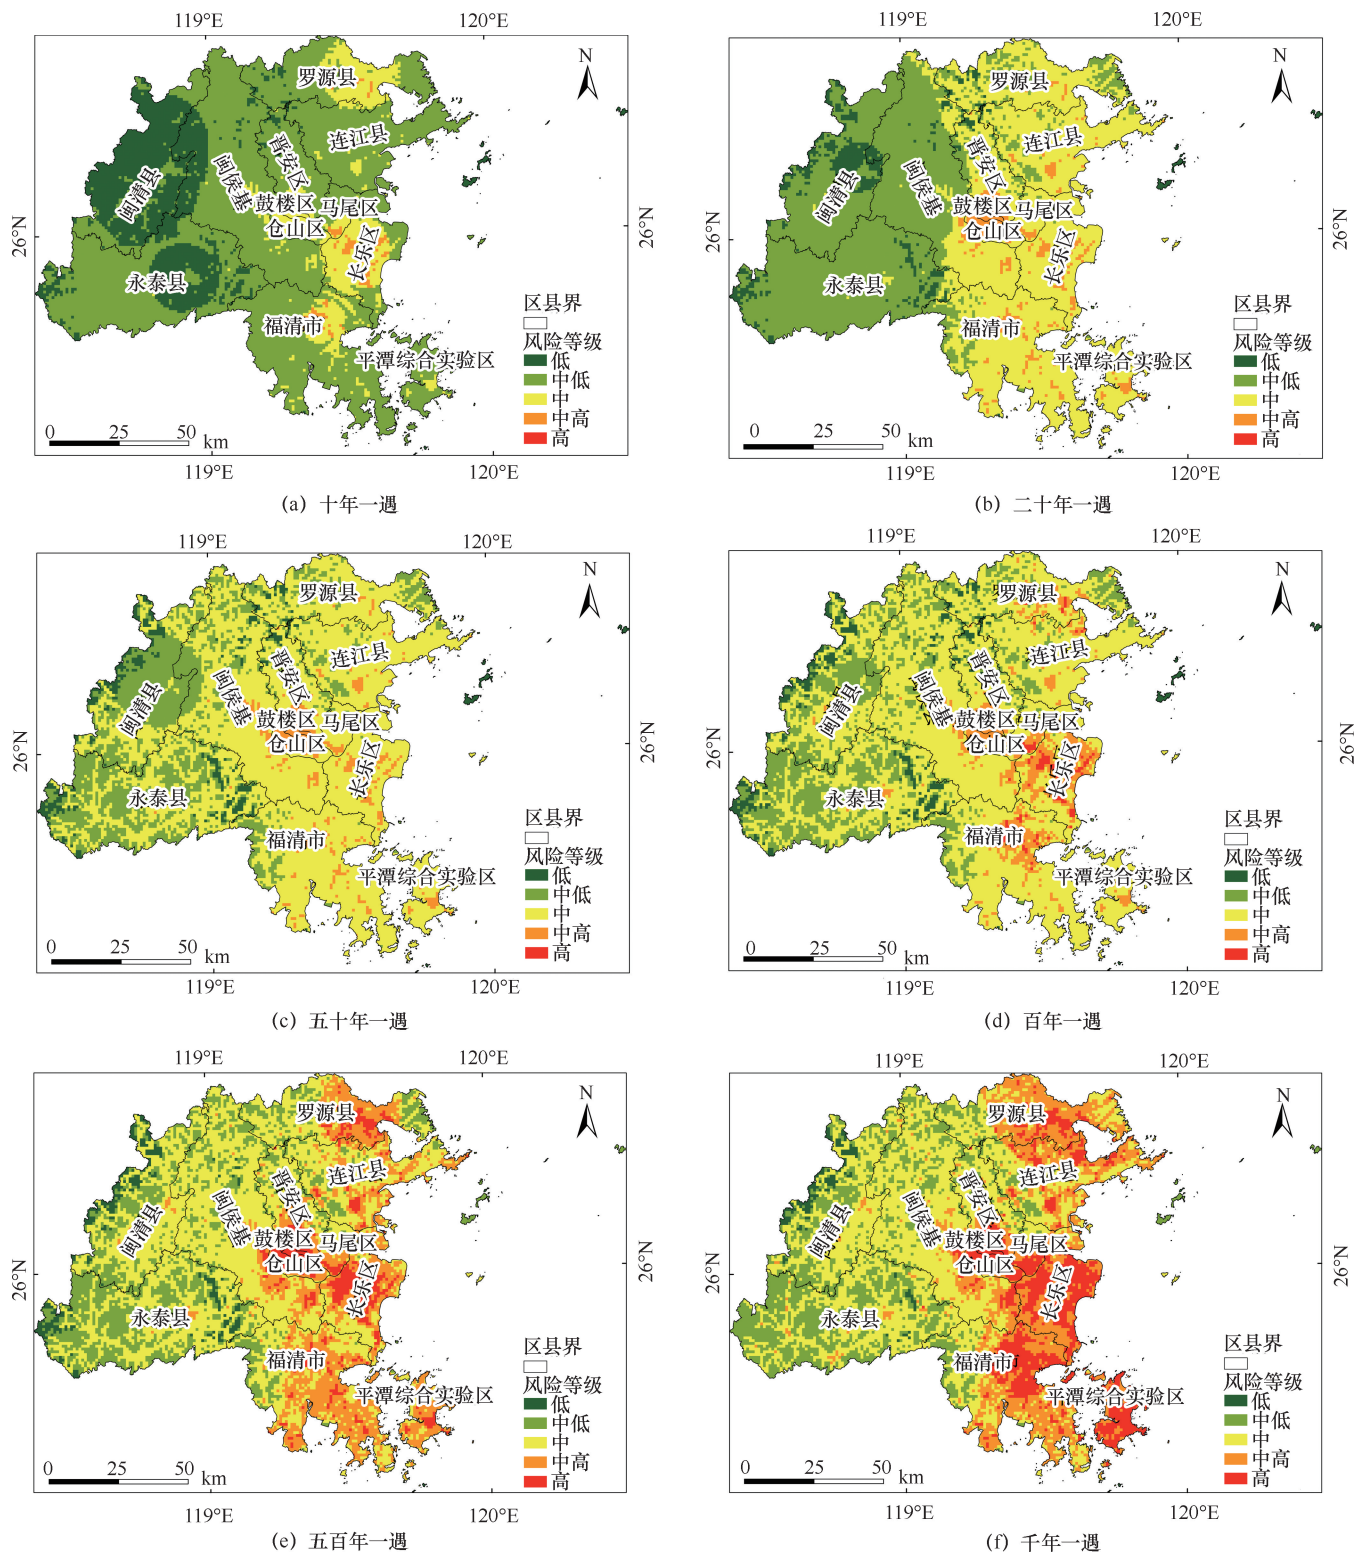 119°E 120°E
N
罗源县
连江县
晋安区
闽清县
闽侯基
鼓楼区 马尾区
仓山区
长乐区
永泰县
福清市
平潭综合实验区
26°N
区县界
风险等级
低
中低
中
中高
高
0 25 50 km
119°E 120°E
(a) 十年一遇
119°E 120°E
N
罗源县
连江县
晋安区
闽清县
闽侯基
鼓楼区 马尾区
仓山区
长乐区
永泰县
福清市
平潭综合实验区
26°N 26°N
区县界
风险等级
低
中低
中
中高
高
0 25 50 km
119°E 120°E
(b) 二十年一遇
119°E 120°E
N
罗源县
连江县
晋安区
闽清县
闽侯基
鼓楼区 马尾区
仓山区
长乐区
永泰县
福清市
平潭综合实验区
26°N 26°N
区县界
风险等级
低
中低
中
中高
高
0 25 50 km
119°E 120°E
(c) 五十年一遇
119°E 120°E
N
罗源县
连江县
晋安区
闽清县
闽侯基
鼓楼区 马尾区
仓山区
长乐区
永泰县
福清市
平潭综合实验区
26°N 26°N
区县界
风险等级
低
中低
中
中高
高
0 25 50 km
119°E 120°E
(d) 百年一遇
119°E 120°E
N
罗源县
连江县
晋安区
闽清县
闽侯基
鼓楼区 马尾区
仓山区
长乐区
永泰县
福清市
平潭综合实验区
26°N
区县界
风险等级
低
中低
中
中高
高
0 25 50 km
119°E 120°E
(e) 五百年一遇
119°E 120°E
N
罗源县
连江县
晋安区
闽清县
闽侯基
鼓楼区 马尾区
仓山区
长乐区
永泰县
福清市
平潭综合实验区
26°N 26°N
区县界
风险等级
低
中低
中
中高
高
0 25 50 km
119°E 120°E
(f) 千年一遇